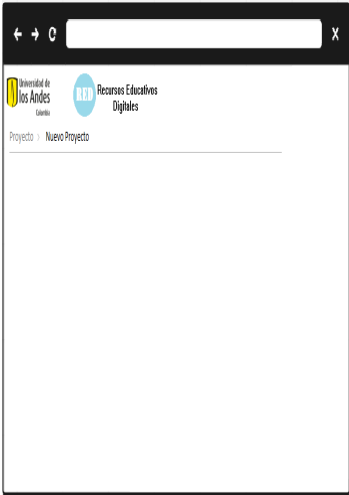 Universidad de
los Andes
Colombia
RED
Recursos Educativos
Digitales
Proyecto > Nuevo Proyecto